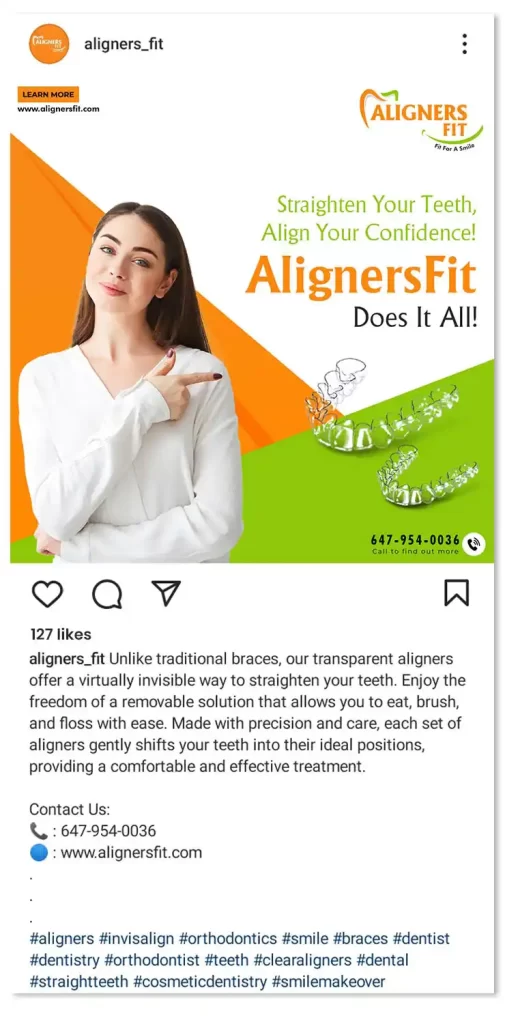 aligners_fit
LEARN MORE
www.alignersfit.com
ALIGNERS
FIT
Fit For A Smile
Straighten Your Teeth,
Align Your Confidence!
AlignersFit
Does It All!
647-954-0036
Call to find out more
127 likes
aligners_fit Unlike traditional braces, our transparent aligners
offer a virtually invisible way to straighten your teeth. Enjoy the
freedom of a removable solution that allows you to eat, brush,
and floss with ease. Made with precision and care, each set of
aligners gently shifts your teeth into their ideal positions,
providing a comfortable and effective treatment.
Contact Us:
📞 : 647-954-0036
🔵 : www.alignersfit.com
.
.
.
#aligners #invisalign #orthodontics #smile #braces #dentist
#dentistry #orthodontist #teeth #clearaligners #dental
#straightteeth #cosmeticdentistry #smilemakeover